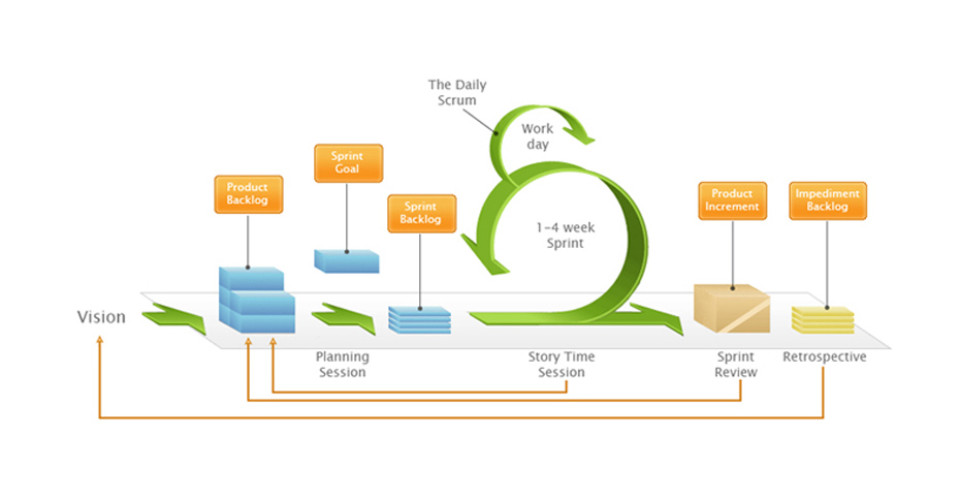 The Daily
Scrum
Work
day
Sprint
Goal
Product
Backlog
Sprint
Backlog
Product
Increment
Impediment
Backlog
1-4 week
Sprint
Vision
Planning
Session
Story Time
Session
Sprint
Review
Retrospective